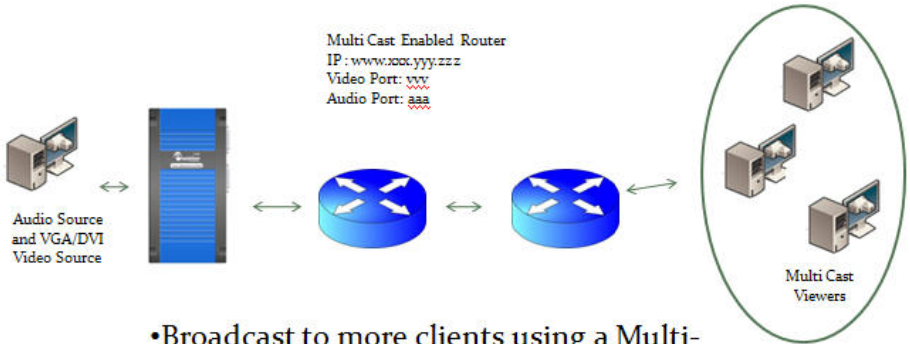 Multi Cast Enabled Router
IP : www.xxx.yyy.zzz
Video Port: vvv
Audio Port: aaa
Audio Source
and VGA/DVI
Video Source
Multi Cast
Viewers
•Broadcast to more clients using a Multi-